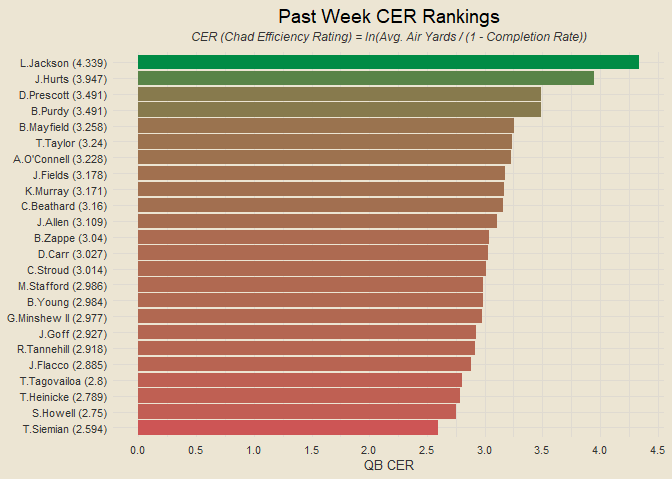 Past Week CER Rankings
CER (Chad Efficiency Rating) = ln(Avg. Air Yards / (1 - Completion Rate))
L.Jackson (4.339)
J.Hurts (3.947)
D.Prescott (3.491)
B.Purdy (3.491)
B.Mayfield (3.258)
T.Taylor (3.24)
A.O'Connell (3.228)
J.Fields (3.178)
K.Murray (3.171)
C.Beathard (3.16)
J.Allen (3.109)
B.Zappe (3.04)
D.Carr (3.027)
C.Stroud (3.014)
M.Stafford (2.986)
B.Young (2.984)
G.Minshew II (2.977)
J.Goff (2.927)
R.Tannehill (2.918)
J.Flacco (2.885)
T.Tagovailoa (2.8)
T.Heinicke (2.789)
S.Howell (2.75)
T.Siemian (2.594)
0.0 0.5 1.0 1.5 2.0 2.5 3.0 3.5 4.0 4.5
QB CER